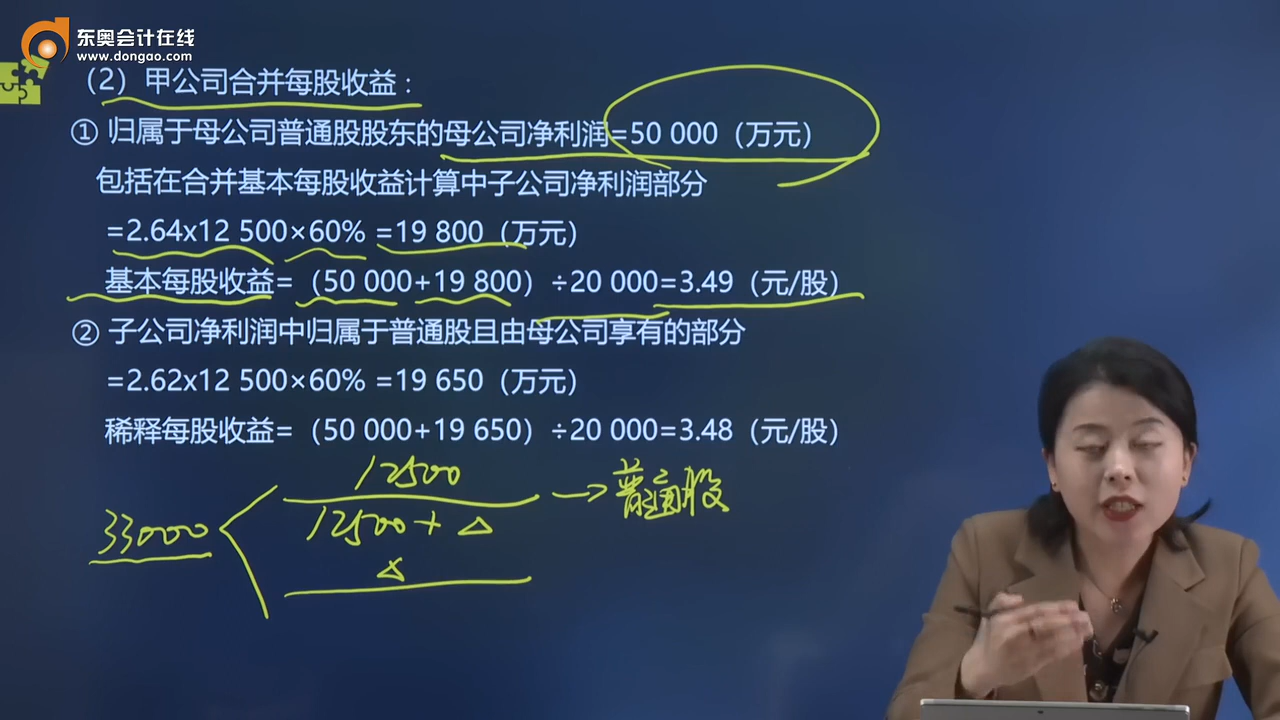 东奥会计在线
www.dongao.com
（2）甲公司合并每股收益：
① 归属于母公司普通股股东的母公司净利润=50 000（万元）
包括在合并基本每股收益计算中子公司净利润部分
=2.64x12 500×60% =19 800（万元）
基本每股收益=（50 000+19 800）÷20 000=3.49（元/股）
② 子公司净利润中归属于普通股且由母公司享有的部分
=2.62x12 500×60% =19 650（万元）
稀释每股收益=（50 000+19 650）÷20 000=3.48（元/股）
12500
33000 12500+△ → 普通股
△